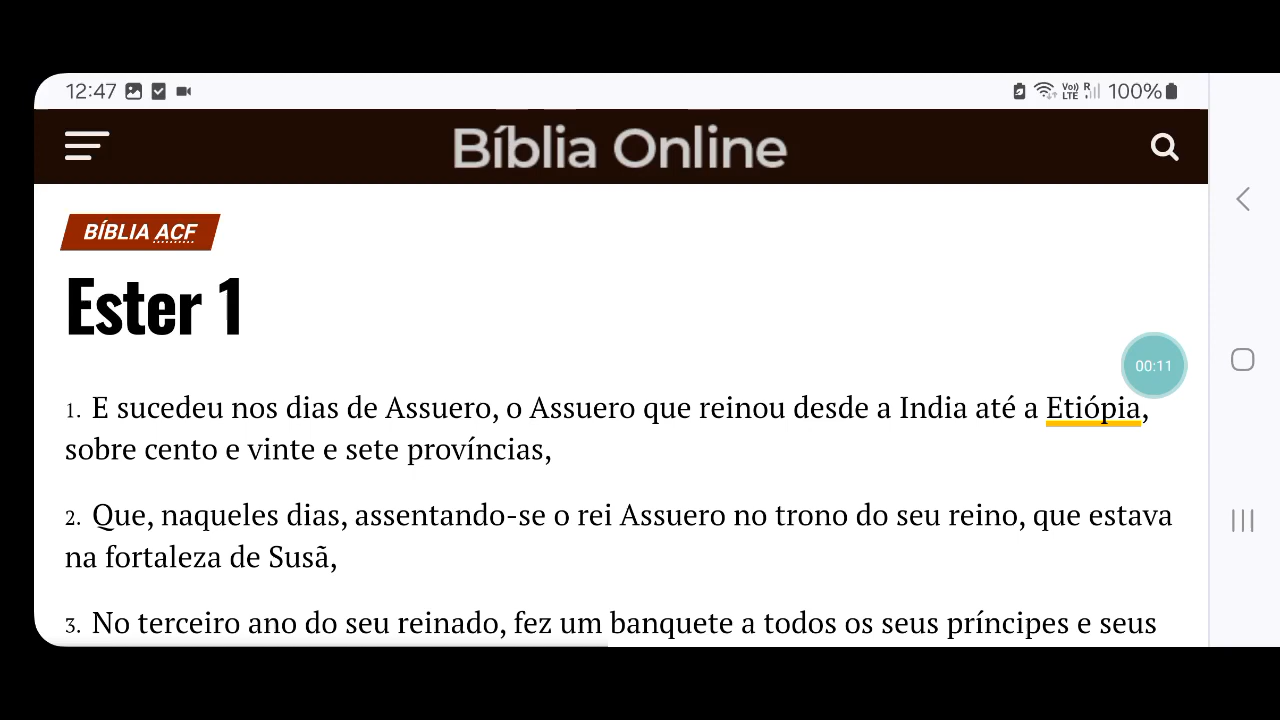 12:47 Vo)) LTE R 100%
Bíblia Online
BÍBLIA ACF
Ester 1
00:11
1. E sucedeu nos dias de Assuero, o Assuero que reinou desde a India até a Etiópia,
sobre cento e vinte e sete províncias,
2. Que, naqueles dias, assentando-se o rei Assuero no trono do seu reino, que estava
na fortaleza de Susã,
3. No terceiro ano do seu reinado, fez um banquete a todos os seus príncipes e seus